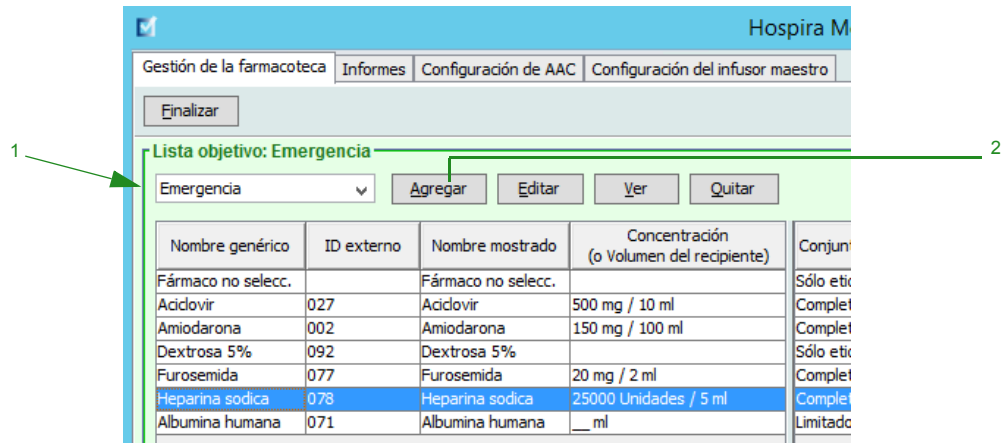 Hospira M
Gestión de la farmacoteca Informes Configuración de AAC Configuración del infusor maestro
Finalizar
1
2
Lista objetivo: Emergencia
Emergencia Agregar Editar Ver Quitar
Nombre genérico ID externo Nombre mostrado Concentración
(o Volumen del recipiente) Conjun
Fármaco no selecc. Fármaco no selecc. Sólo etiq
Aciclovir 027 Aciclovir 500 mg / 10 ml Complet
Amiodarona 002 Amiodarona 150 mg / 100 ml Complet
Dextrosa 5% 092 Dextrosa 5% Sólo etiq
Furosemida 077 Furosemida 20 mg / 2 ml Complet
Heparina sodica 078 Heparina sodica 25000 Unidades / 5 ml Complet
Albumina humana 071 Albumina humana __ ml Limitado